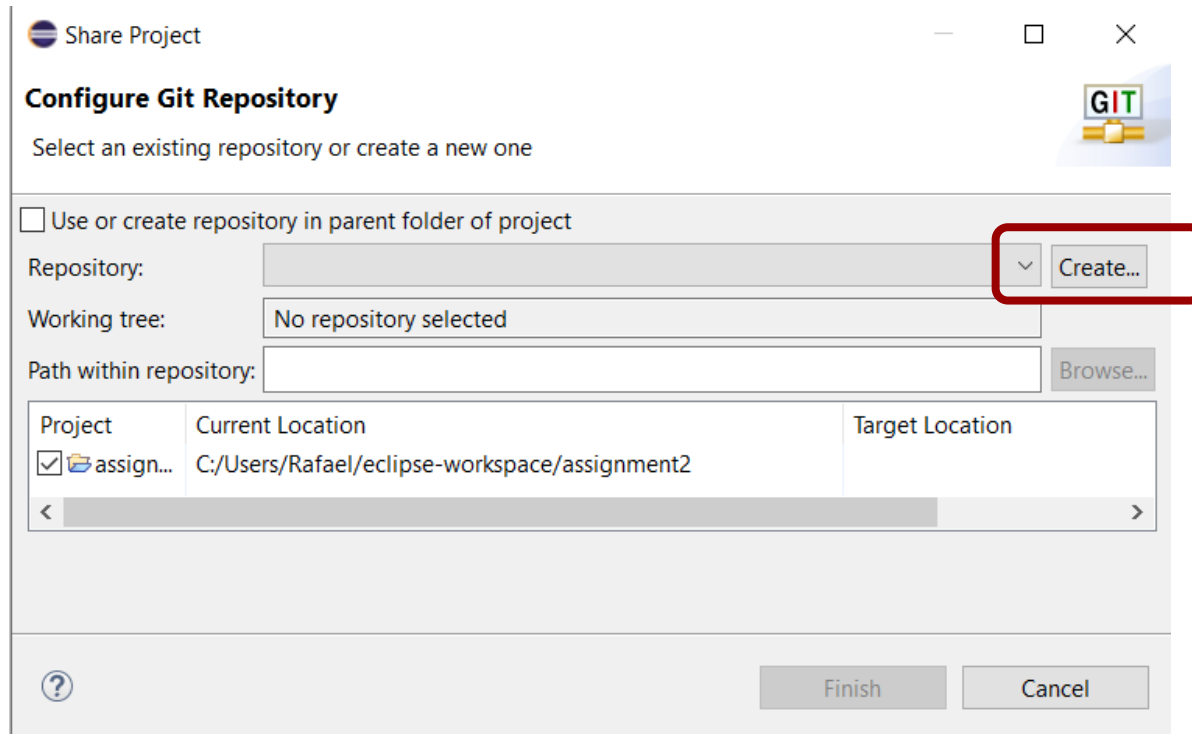 Share Project
Configure Git Repository
GIT
Select an existing repository or create a new one
Use or create repository in parent folder of project
Repository: Create...
Working tree: No repository selected
Path within repository: Browse...
Project Current Location Target Location
assign... C:/Users/Rafael/eclipse-workspace/assignment2
? Finish Cancel